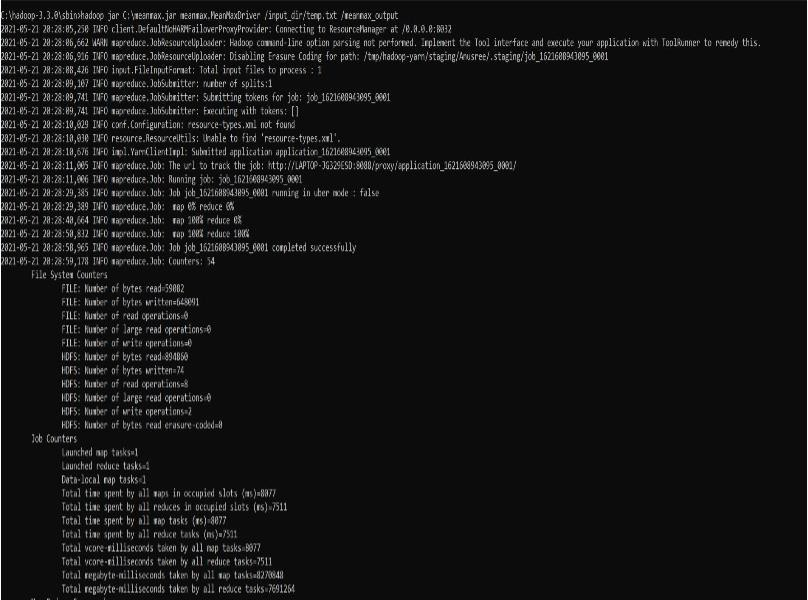 C:\hadoop-3.3.0\sbin>hadoop jar C:\meanmax.jar meanmax.MeanMaxDriver /input_dir/temp.txt /meanmax_output
2021-05-21 20:28:05,250 INFO client.DefaultNoHARMFailoverProxyProvider: Connecting to ResourceManager at /0.0.0.0:8032
2021-05-21 20:28:06,662 WARN mapreduce.JobResourceUploader: Hadoop command-line option parsing not performed. Implement the Tool interface and execute your application with ToolRunner to remedy this.
2021-05-21 20:28:06,916 INFO mapreduce.JobResourceUploader: Disabling Erasure Coding for path: /tmp/hadoop-yarn/staging/Anusree/.staging/job_1621608943095_0001
2021-05-21 20:28:08,426 INFO input.FileInputFormat: Total input files to process : 1
2021-05-21 20:28:09,107 INFO mapreduce.JobSubmitter: number of splits:1
2021-05-21 20:28:09,741 INFO mapreduce.JobSubmitter: Submitting tokens for job: job_1621608943095_0001
2021-05-21 20:28:09,741 INFO mapreduce.JobSubmitter: Executing with tokens: []
2021-05-21 20:28:10,029 INFO conf.Configuration: resource-types.xml not found
2021-05-21 20:28:10,030 INFO resource.ResourceUtils: Unable to find 'resource-types.xml'.
2021-05-21 20:28:10,676 INFO impl.YarnClientImpl: Submitted application application_1621608943095_0001
2021-05-21 20:28:11,005 INFO mapreduce.Job: The url to track the job: http://LAPTOP-JG329ESD:8088/proxy/application_1621608943095_0001/
2021-05-21 20:28:11,006 INFO mapreduce.Job: Running job: job_1621608943095_0001
2021-05-21 20:28:29,385 INFO mapreduce.Job: Job job_1621608943095_0001 running in uber mode : false
2021-05-21 20:28:29,389 INFO mapreduce.Job:  map 0% reduce 0%
2021-05-21 20:28:40,664 INFO mapreduce.Job:  map 100% reduce 0%
2021-05-21 20:28:50,832 INFO mapreduce.Job:  map 100% reduce 100%
2021-05-21 20:28:58,965 INFO mapreduce.Job: Job job_1621608943095_0001 completed successfully
2021-05-21 20:28:59,178 INFO mapreduce.Job: Counters: 54
File System Counters
FILE: Number of bytes read=59082
FILE: Number of bytes written=648091
FILE: Number of read operations=0
FILE: Number of large read operations=0
FILE: Number of write operations=0
HDFS: Number of bytes read=894860
HDFS: Number of bytes written=74
HDFS: Number of read operations=8
HDFS: Number of large read operations=0
HDFS: Number of write operations=2
HDFS: Number of bytes read erasure-coded=0
Job Counters
Launched map tasks=1
Launched reduce tasks=1
Data-local map tasks=1
Total time spent by all maps in occupied slots (ms)=8077
Total time spent by all reduces in occupied slots (ms)=7511
Total time spent by all map tasks (ms)=8077
Total time spent by all reduce tasks (ms)=7511
Total vcore-milliseconds taken by all map tasks=8077
Total vcore-milliseconds taken by all reduce tasks=7511
Total megabyte-milliseconds taken by all map tasks=8270848
Total megabyte-milliseconds taken by all reduce tasks=7691264